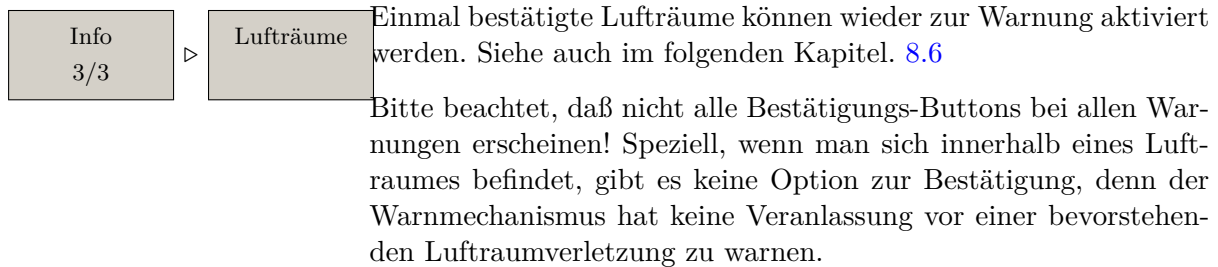 Info
3/3
▷
Lufträume
Einmal bestätigte Lufträume können wieder zur Warnung aktiviert
werden. Siehe auch im folgenden Kapitel. 8.6
Bitte beachtet, daß nicht alle Bestätigungs-Buttons bei allen War-
nungen erscheinen! Speziell, wenn man sich innerhalb eines Luft-
raumes befindet, gibt es keine Option zur Bestätigung, denn der
Warnmechanismus hat keine Veranlassung vor einer bevorstehen-
den Luftraumverletzung zu warnen.